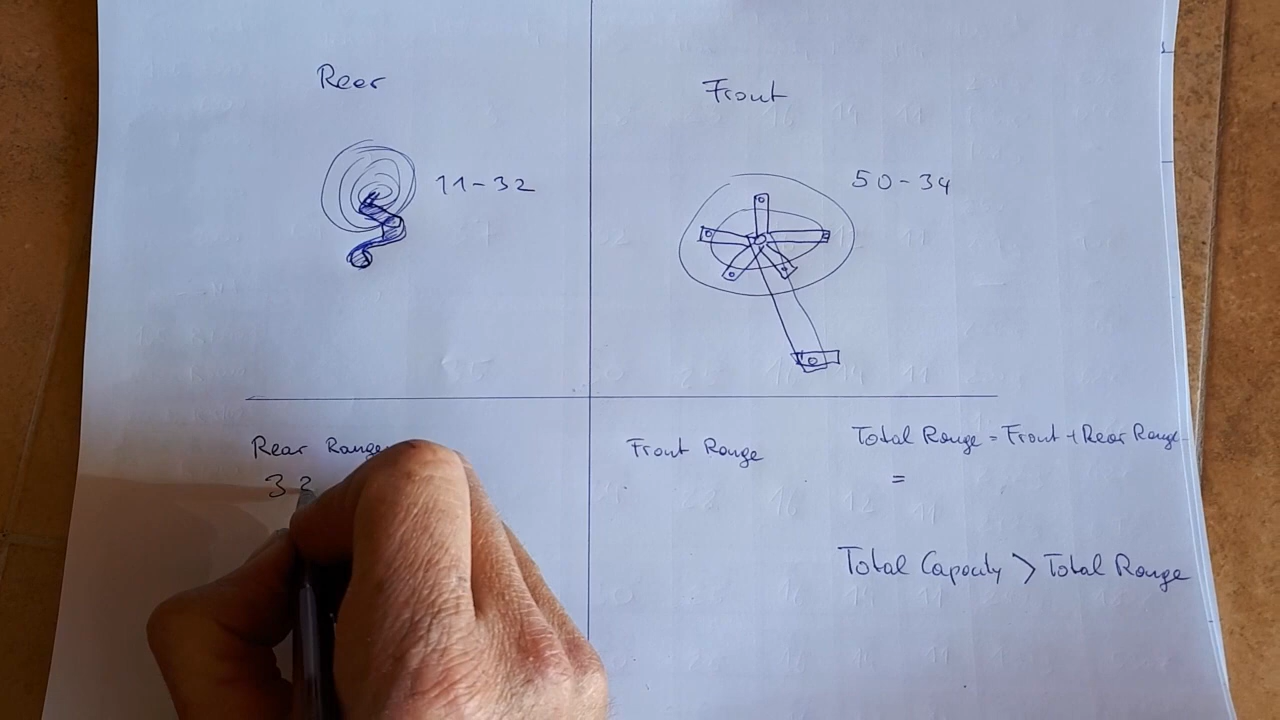 Rear
Front
11-32
50-34
Rear Range
Front Range
Total Range = Front + Rear Range
=
32
Total Capacity > Total Range